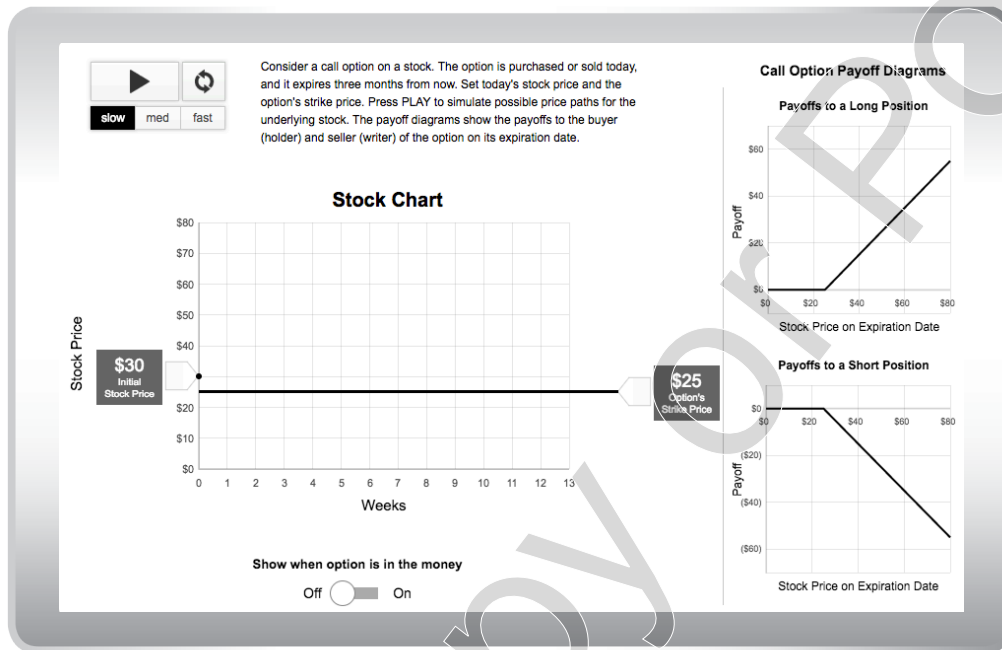 Consider a call option on a stock. The option is purchased or sold today,
and it expires three months from now. Set today's stock price and the
option's strike price. Press PLAY to simulate possible price paths for the
underlying stock. The payoff diagrams show the payoffs to the buyer
(holder) and seller (writer) of the option on its expiration date.
slow med fast
Stock Chart
$80
$70
$60
$50
$40
$20
$10
$0
Stock Price
$30
Initial
Stock Price
$25
Option's
Strike Price
0 1 2 3 4 5 6 7 8 9 10 11 12 13
Weeks
Show when option is in the money
Off On
Call Option Payoff Diagrams
Payoffs to a Long Position
$60
$40
$20
$0
Payoff
$0 $20 $40 $60 $80
Stock Price on Expiration Date
Payoffs to a Short Position
$0
$0 $20 $40 $60 $80
($20)
($40)
($60)
Payoff
Stock Price on Expiration Date
py or Po